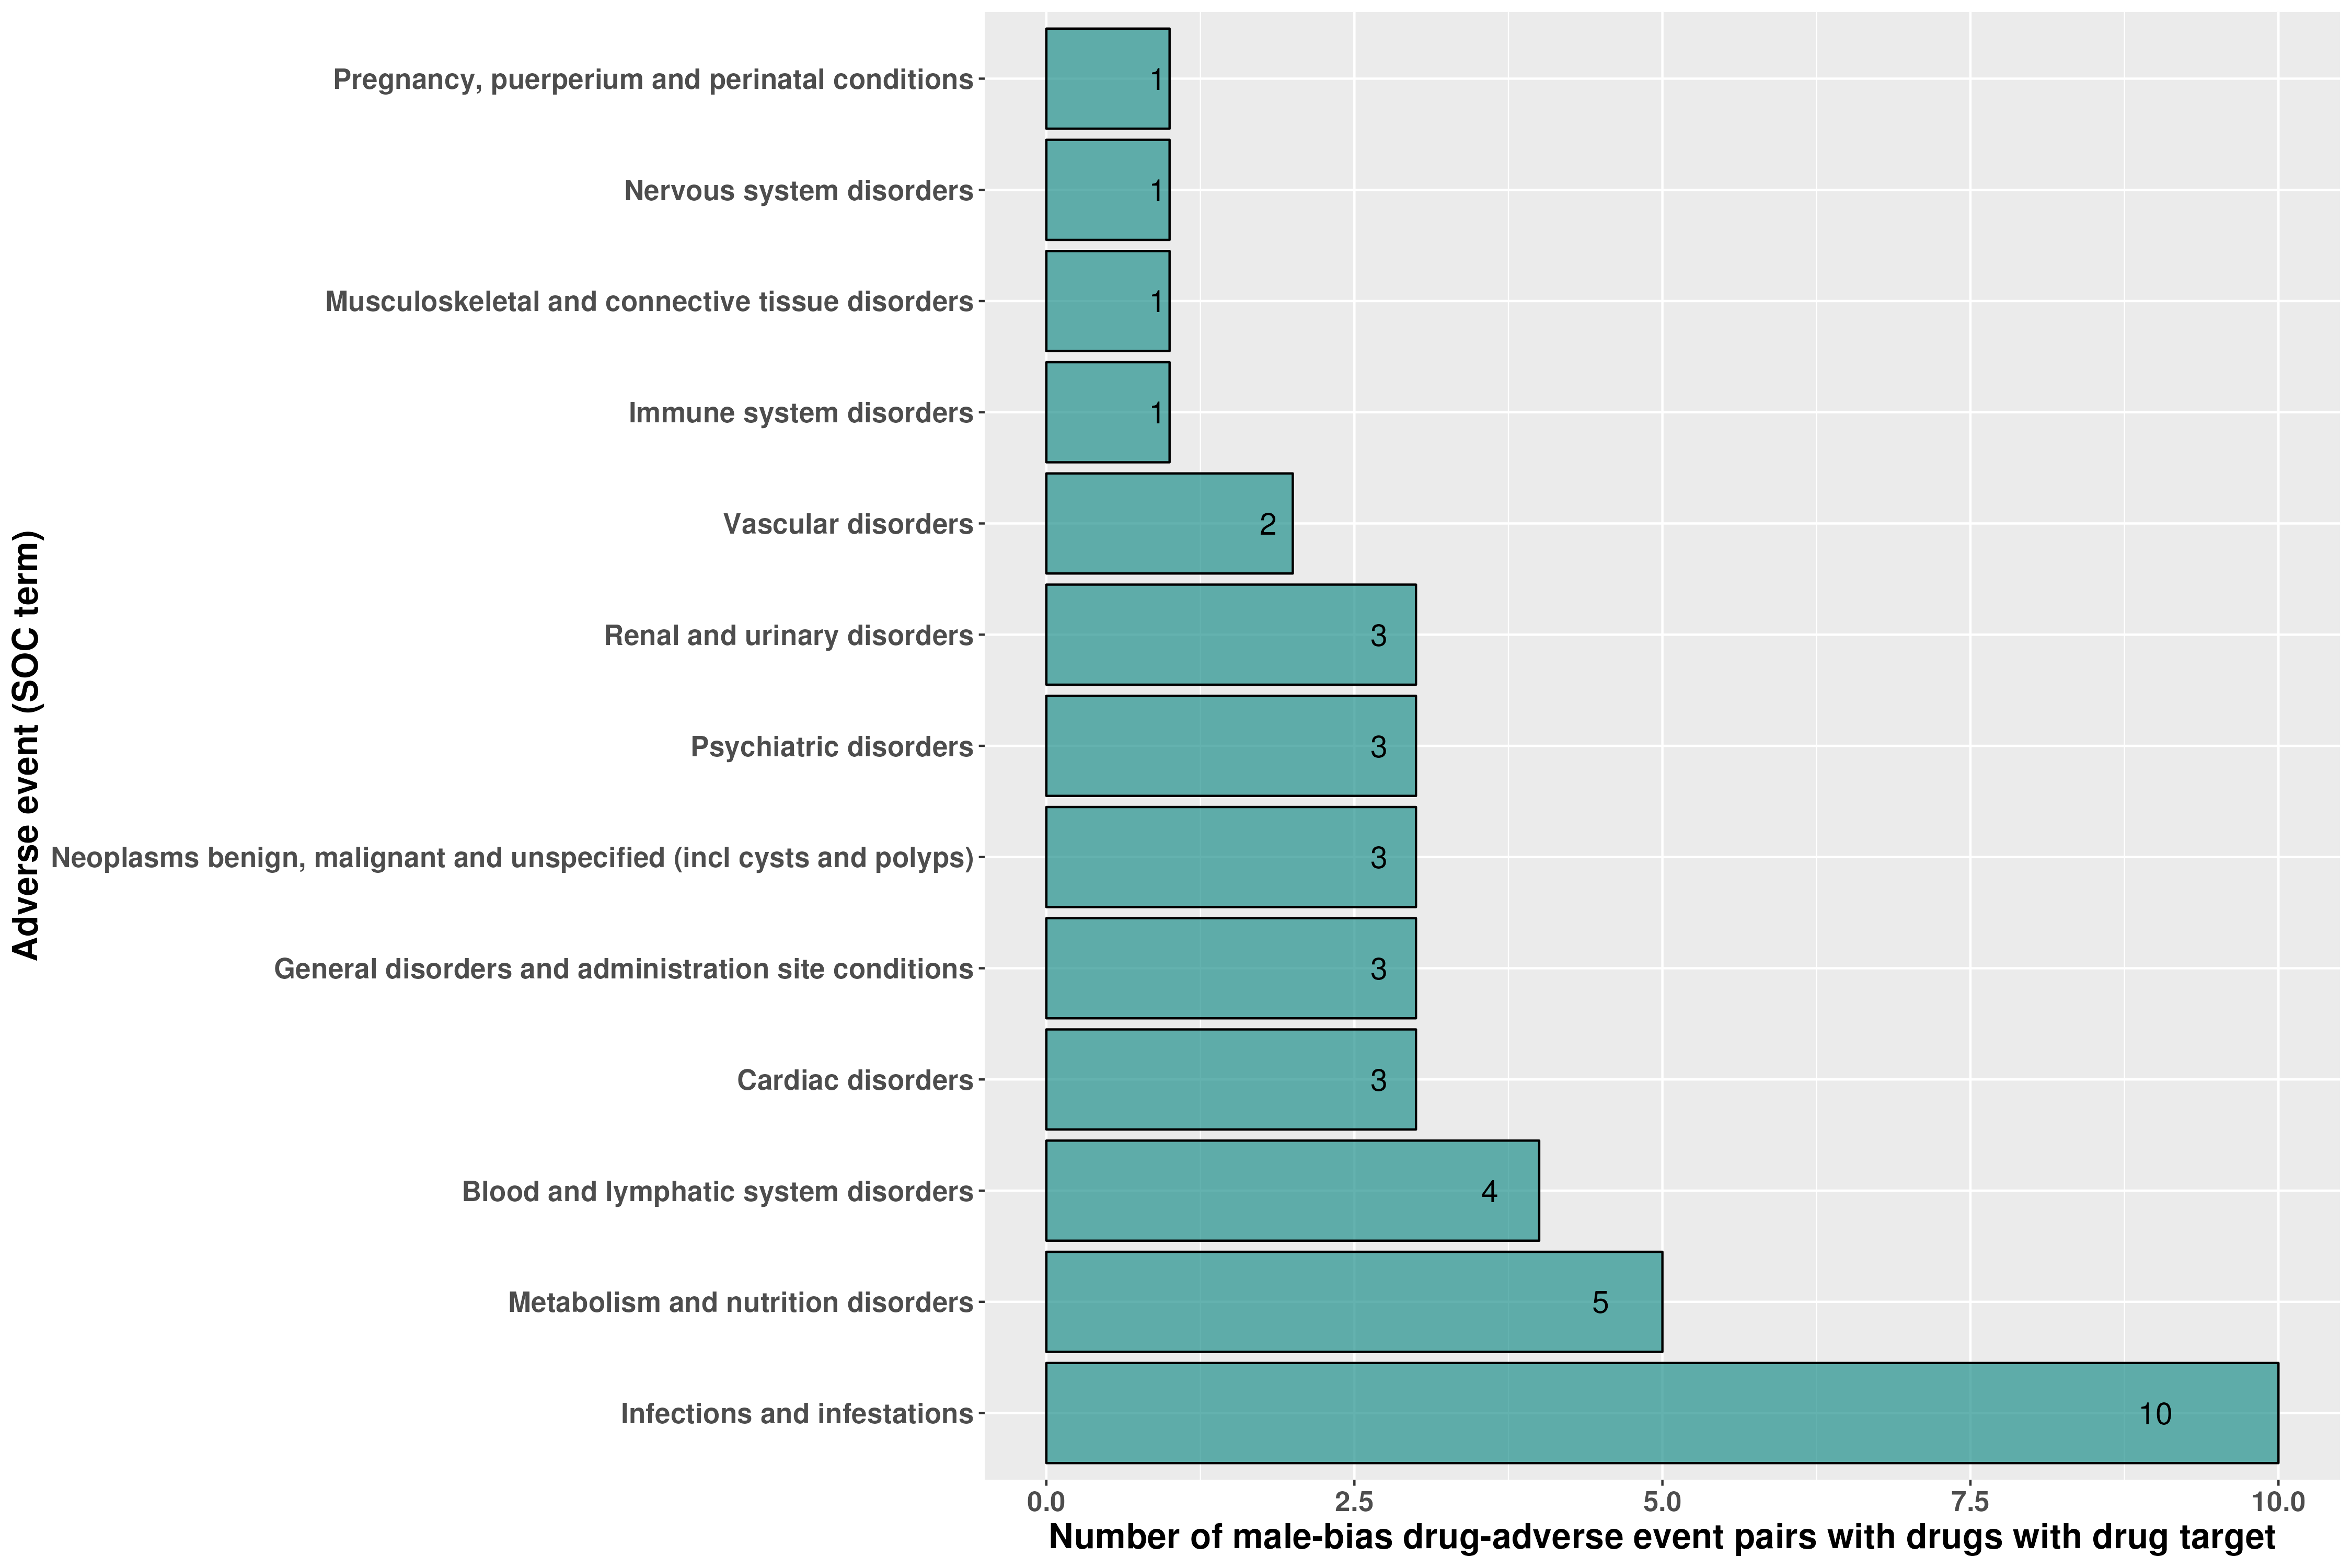 Adverse event (SOC term)
Pregnancy, puerperium and perinatal conditions 1
Nervous system disorders 1
Musculoskeletal and connective tissue disorders 1
Immune system disorders 1
Vascular disorders 2
Renal and urinary disorders 3
Psychiatric disorders 3
Neoplasms benign, malignant and unspecified (incl cysts and polyps) 3
General disorders and administration site conditions 3
Cardiac disorders 3
Blood and lymphatic system disorders 4
Metabolism and nutrition disorders 5
Infections and infestations 10
0.0 2.5 5.0 7.5 10.0
Number of male-bias drug-adverse event pairs with drugs with drug target